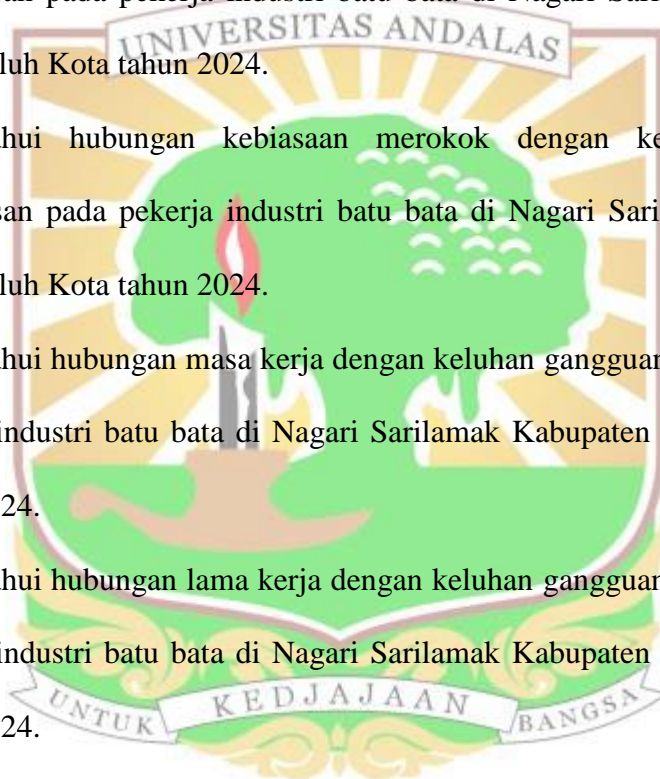 pada pekerja industri batu bata di Nagari
UNIVERSITAS ANDALAS
luh Kota tahun 2024.
hui hubungan kebiasaan merokok dengan ke
san pada pekerja industri batu bata di Nagari Sari
luh Kota tahun 2024.
hui hubungan masa kerja dengan keluhan gangguan
industri batu bata di Nagari Sarilamak Kabupaten
24.
hui hubungan lama kerja dengan keluhan gangguan
industri batu bata di Nagari Sarilamak Kabupaten
24.
UNTUK KEDJAJAAN BANGSA